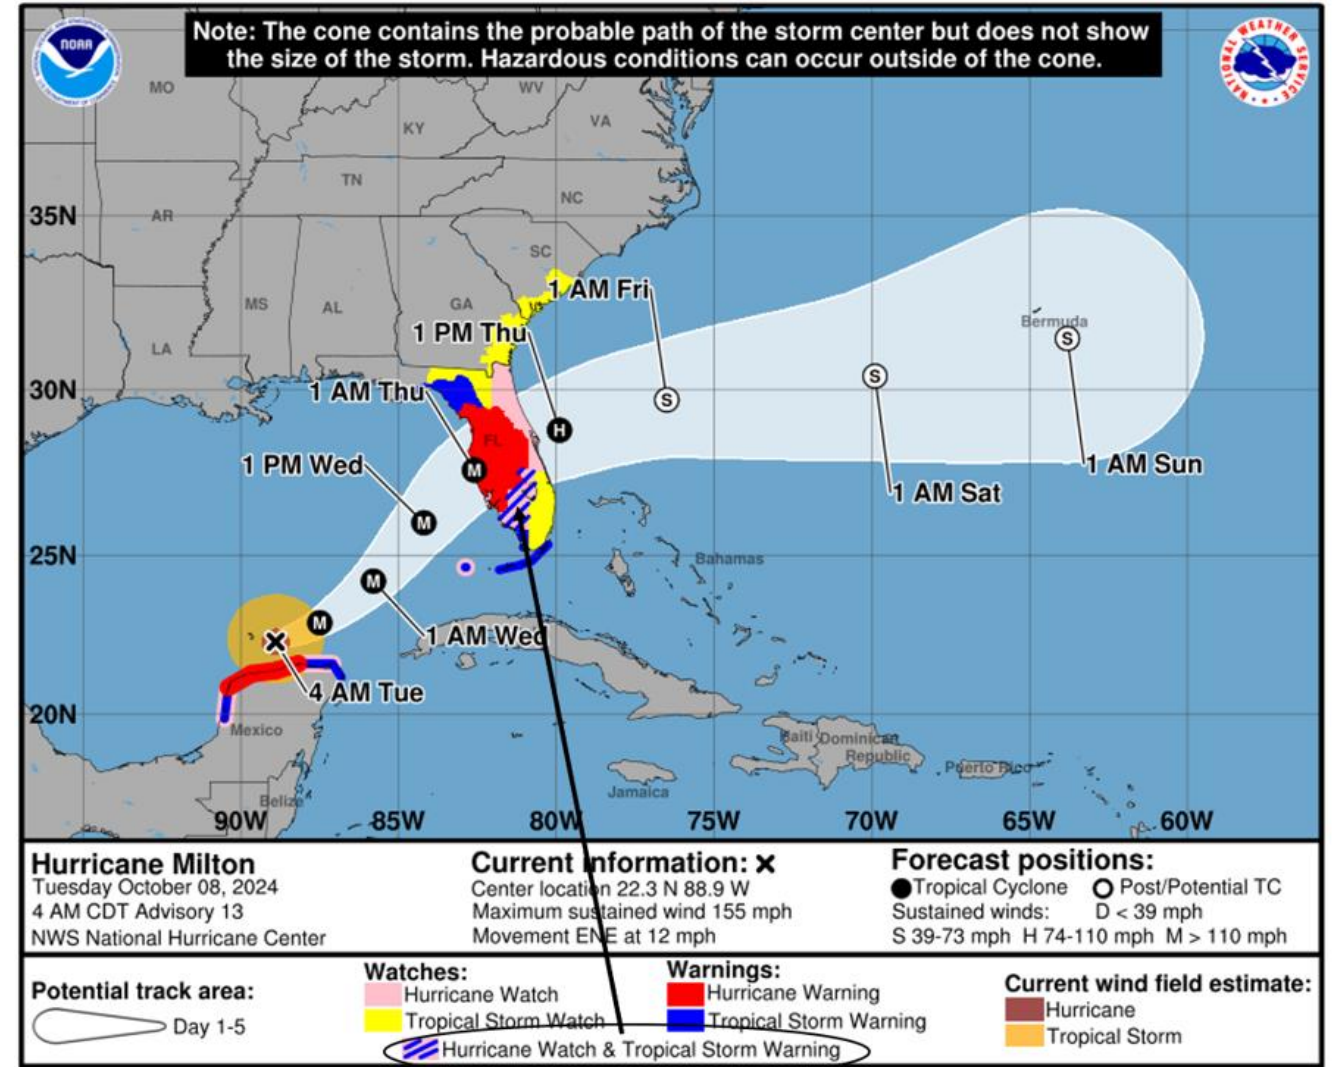 Note: The cone contains the probable path of the storm center but does not show
the size of the storm. Hazardous conditions can occur outside of the cone.
NOAA
NATIONAL WEATHER SERVICE
MO
WV
KY
VA
TN
NC
35N
AR
SC
1 AM Fri
MS
AL
GA
Bermuda
1 PM Thu
S
LA
S
30N
1 AM Thu
S
H
FL
1 PM Wed
M
1 AM Sun
1 AM Sat
M
25N
Bahamas
M
M
1 AM Wed
4 AM Tue
20N
Mexico
Haiti
Dominican
Republic
Puerto Rico
Jamaica
Belize
90W 85W 80W 75W 70W 65W 60W
Hurricane Milton
Tuesday October 08, 2024
4 AM CDT Advisory 13
NWS National Hurricane Center
Current information: ×
Center location 22.3 N 88.9 W
Maximum sustained wind 155 mph
Movement ENE at 12 mph
Forecast positions:
Tropical Cyclone Post/Potential TC
Sustained winds: D < 39 mph
S 39-73 mph H 74-110 mph M > 110 mph
Potential track area:
Day 1-5
Watches:
Hurricane Watch
Tropical Storm Watch
Warnings:
Hurricane Warning
Tropical Storm Warning
Hurricane Watch & Tropical Storm Warning
Current wind field estimate:
Hurricane
Tropical Storm